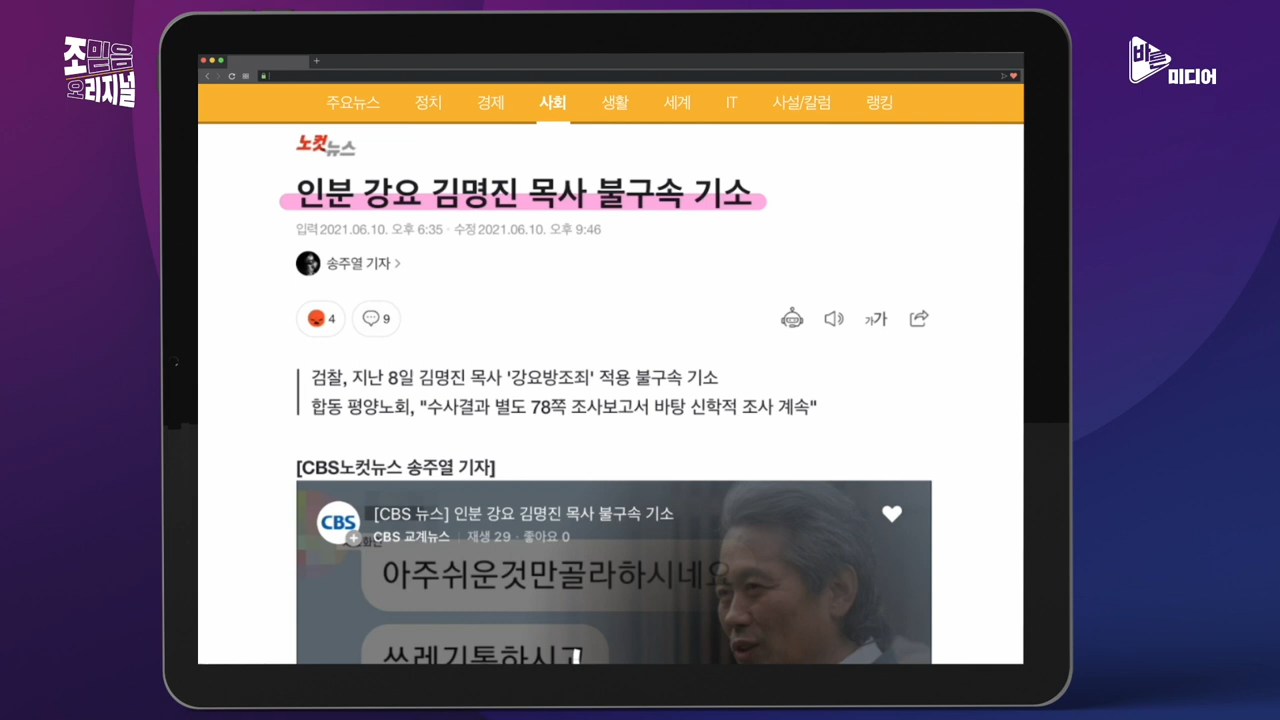 조믿음
오리지널
바른
미디어
주요뉴스 정치 경제 사회 생활 세계 IT 사설/칼럼 랭킹
노컷뉴스
인분 강요 김명진 목사 불구속 기소
입력 2021.06.10. 오후 6:35 · 수정 2021.06.10. 오후 9:46
송주열 기자 >
4 9
가가
검찰, 지난 8일 김명진 목사 '강요방조죄' 적용 불구속 기소
합동 평양노회, "수사결과 별도 78쪽 조사보고서 바탕 신학적 조사 계속"
[CBS노컷뉴스 송주열 기자]
CBS
[CBS 뉴스] 인분 강요 김명진 목사 불구속 기소
CBS 교계뉴스 | 재생 29 · 좋아요 0
아주쉬운것만골라하시네요
쓰레기통하시고